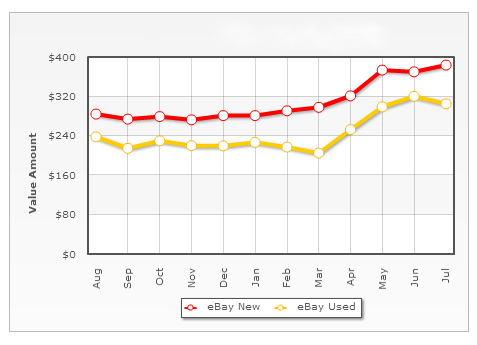 $400
$320
$240
$160
$80
$0
Value Amount
Aug
Sep
Oct
Nov
Dec
Jan
Feb
Mar
Apr
May
Jun
Jul
eBay New
eBay Used